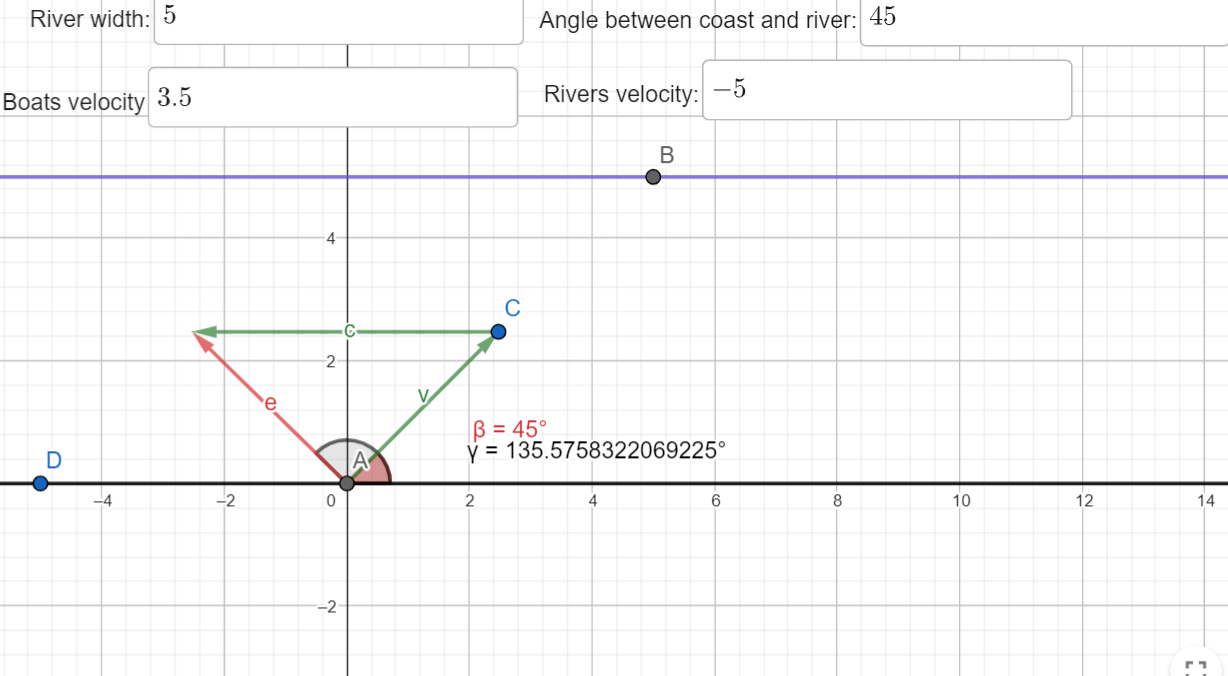 River width: 5
Angle between coast and river: 45
Boats velocity 3.5
Rivers velocity: −5
B
4
C
c
2
v
e
β = 45°
γ = 135.5758322069225°
D
A
−4
−2
0
2
4
6
8
10
12
14
−2